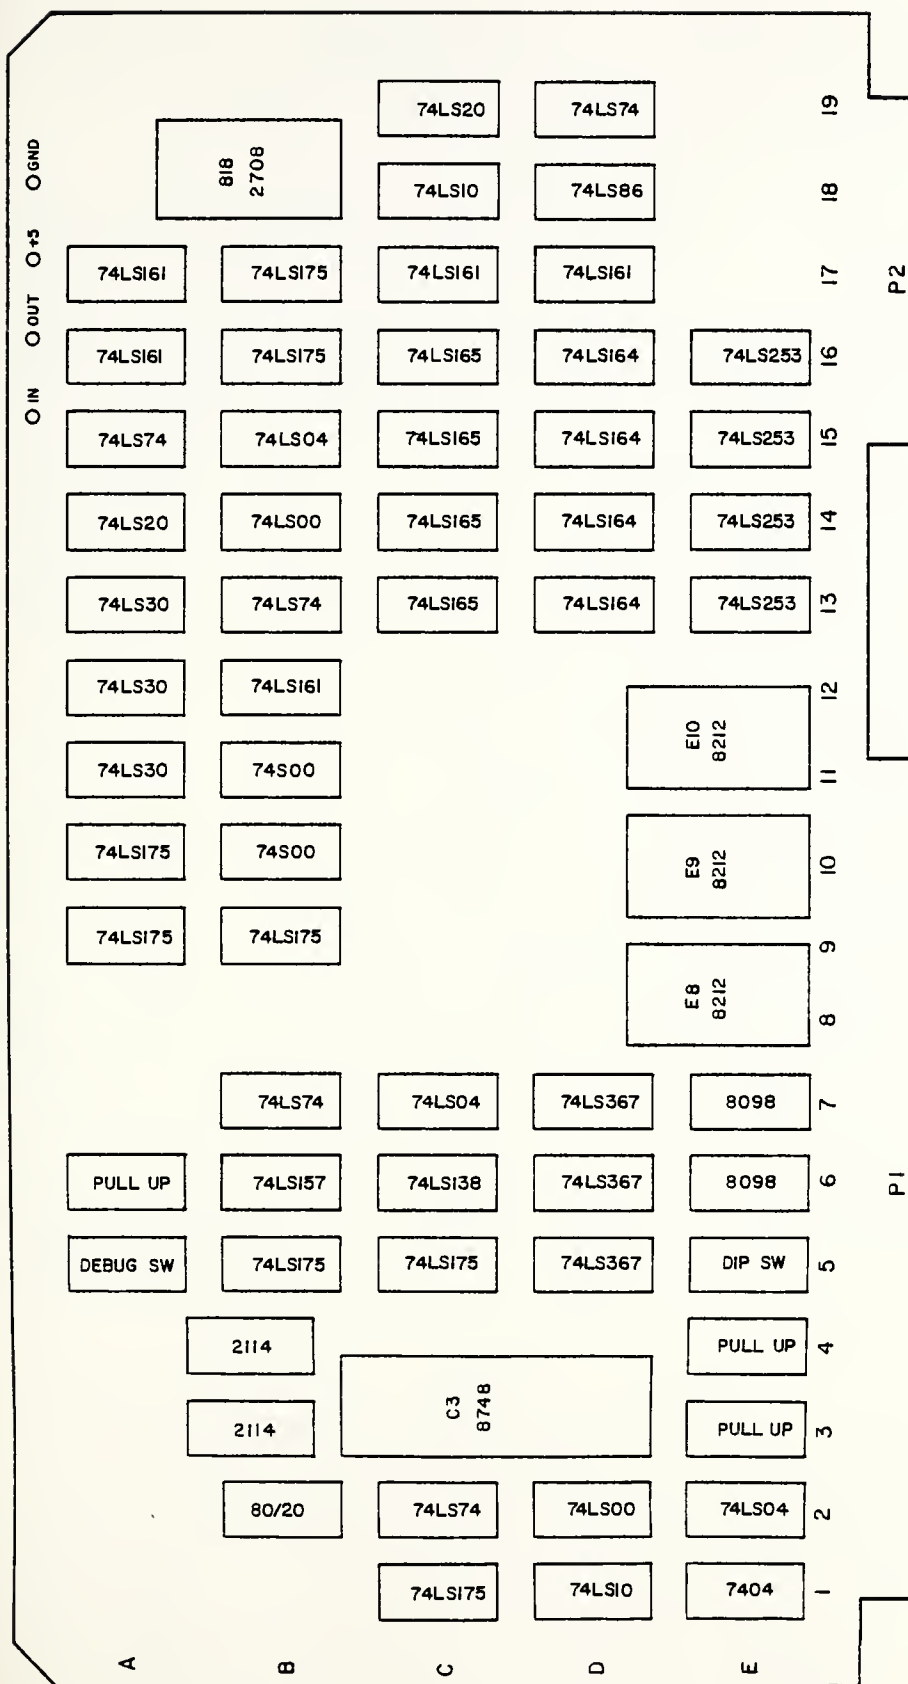 GND
+5
OUT
IN
74LS20 74LS74 19
B18
2708
74LS10 74LS86 18
74LS161 74LS175 74LS161 74LS161 17
P2
74LS161 74LS175 74LS165 74LS164 74LS253 16
74LS74 74LS04 74LS165 74LS164 74LS253 15
74LS20 74LS00 74LS165 74LS164 74LS253 14
74LS30 74LS74 74LS165 74LS164 74LS253 13
74LS30 74LS161 12
E10
8212
74LS30 74S00 11
74LS175 74S00 10
E9
8212
74LS175 74LS175 9
E8
8212
8
74LS74 74LS04 74LS367 8098 7
PULL UP 74LS157 74LS138 74LS367 8098 6
P1
DEBUG SW 74LS175 74LS175 74LS367 DIP SW 5
2114 PULL UP 4
C3
8748
2114 PULL UP 3
80/20 74LS74 74LS00 74LS04 2
74LS175 74LS10 7404 1
A B C D E